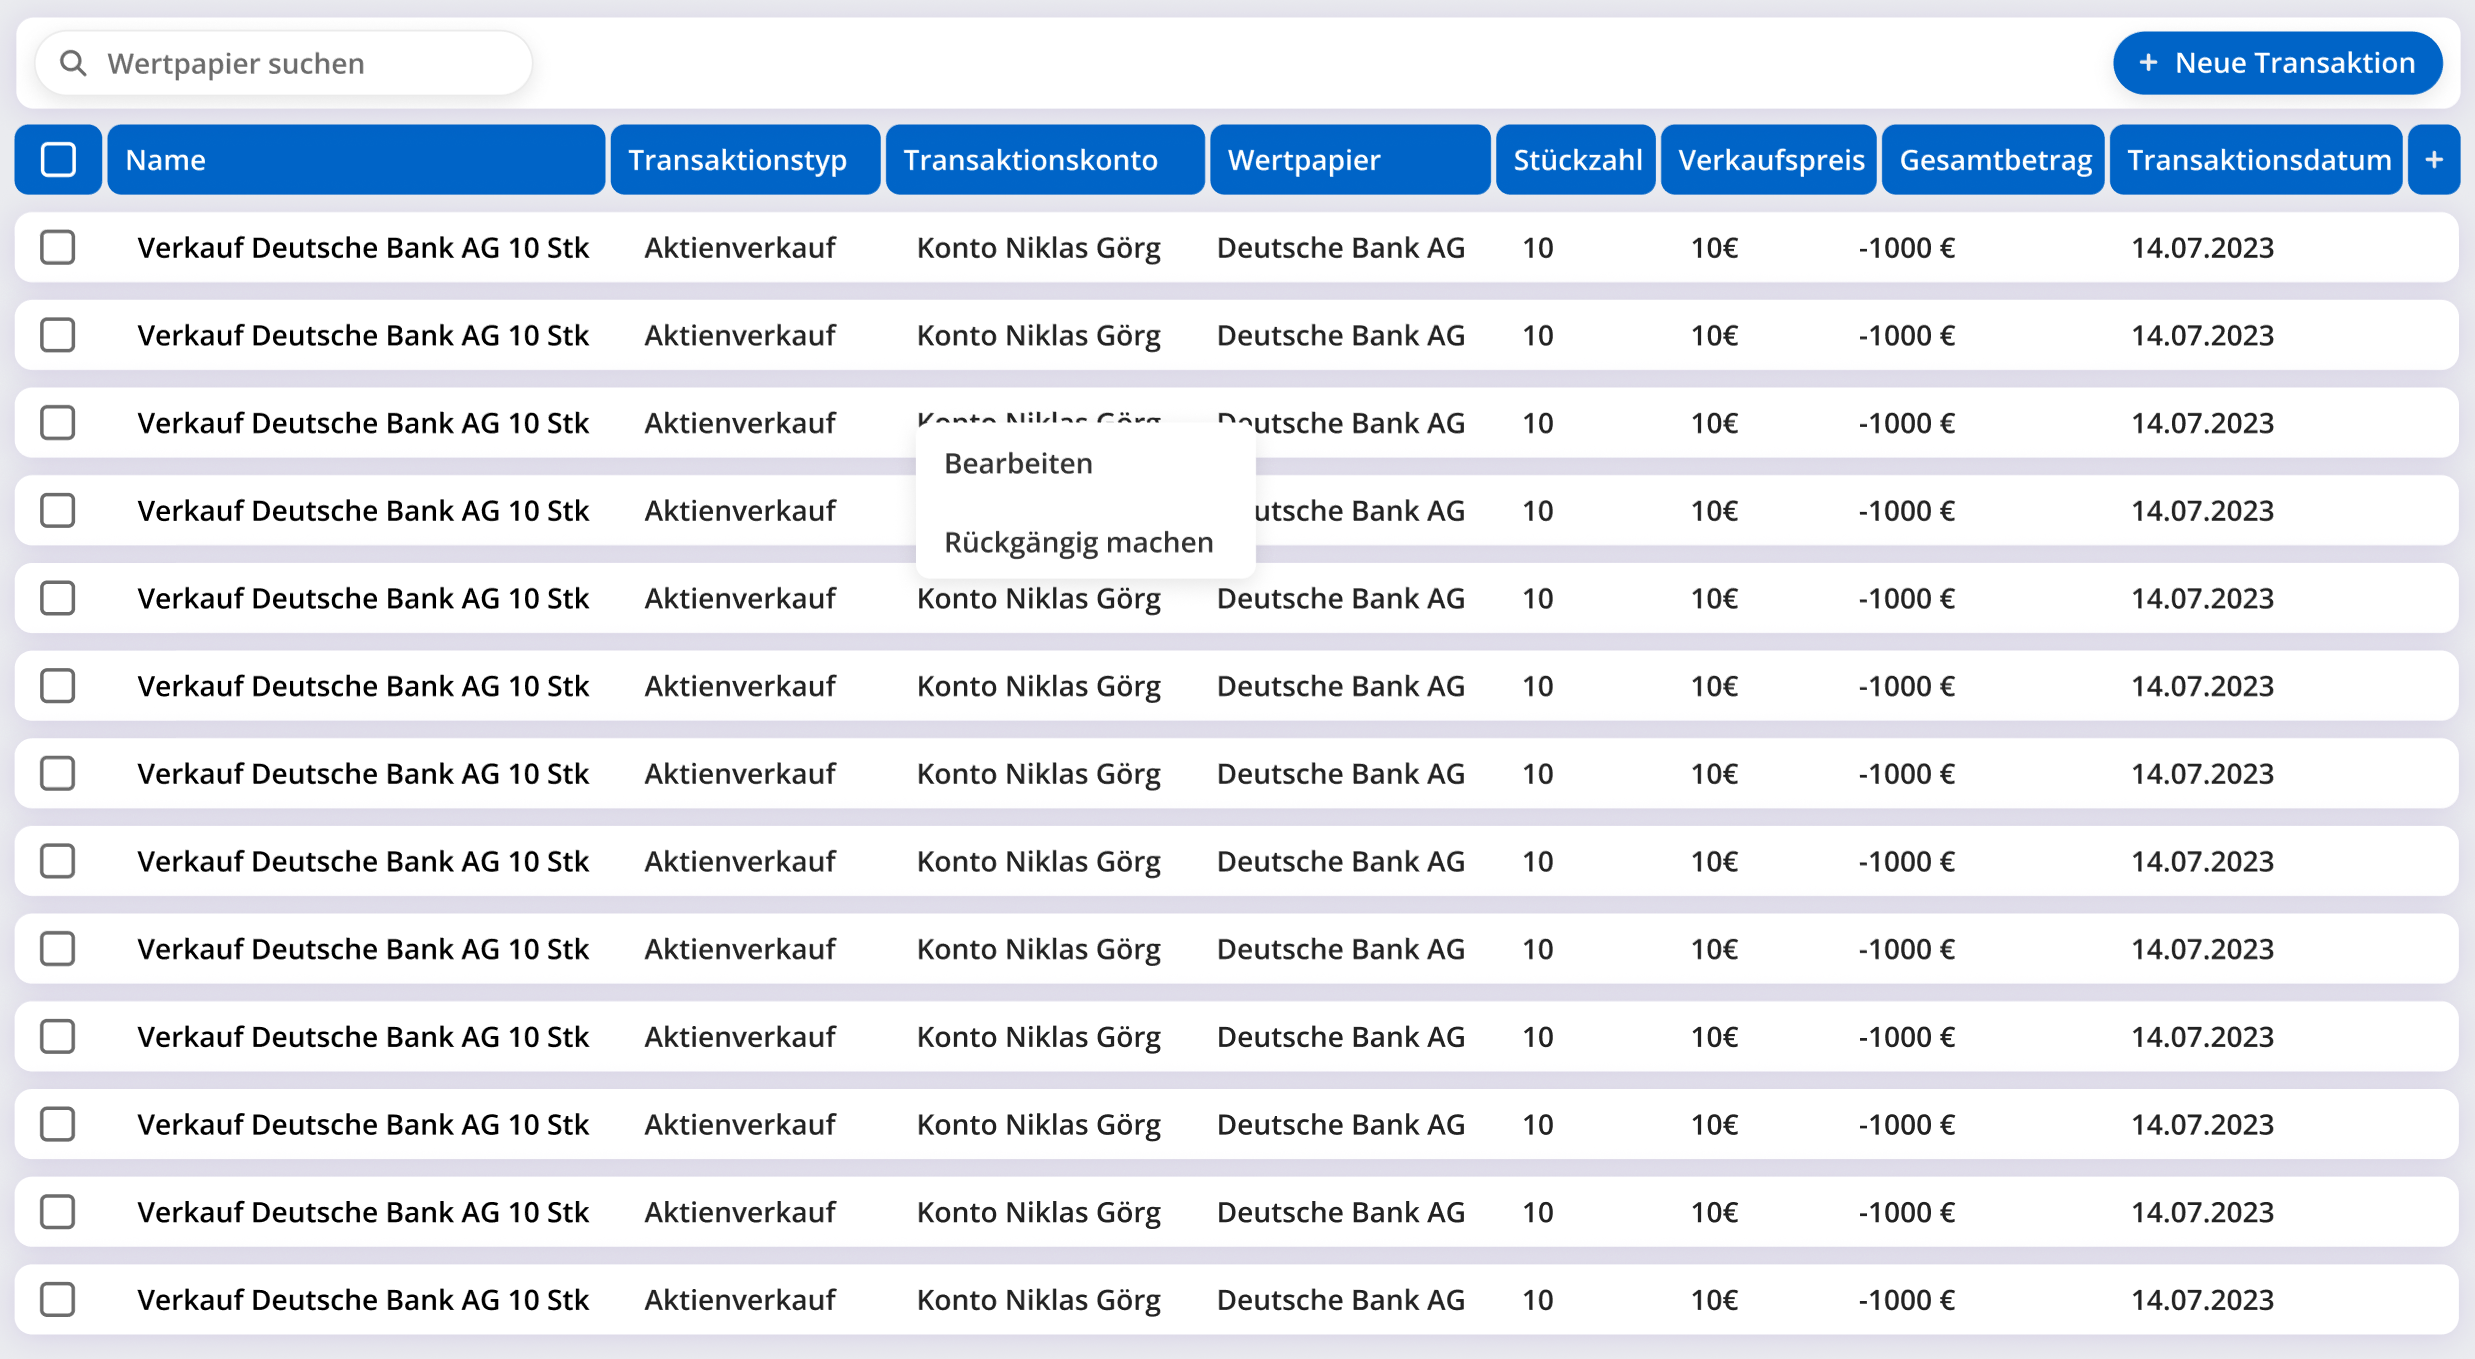 Wertpapier suchen
+ Neue Transaktion
Name Transaktionstyp Transaktionskonto Wertpapier Stückzahl Verkaufspreis Gesamtbetrag Transaktionsdatum +
Verkauf Deutsche Bank AG 10 Stk Aktienverkauf Konto Niklas Görg Deutsche Bank AG 10 10€ -1000 € 14.07.2023
Verkauf Deutsche Bank AG 10 Stk Aktienverkauf Konto Niklas Görg Deutsche Bank AG 10 10€ -1000 € 14.07.2023
Verkauf Deutsche Bank AG 10 Stk Aktienverkauf Konto Niklas Görg Deutsche Bank AG 10 10€ -1000 € 14.07.2023
Bearbeiten
Verkauf Deutsche Bank AG 10 Stk Aktienverkauf utsche Bank AG 10 10€ -1000 € 14.07.2023
Rückgängig machen
Verkauf Deutsche Bank AG 10 Stk Aktienverkauf Konto Niklas Görg Deutsche Bank AG 10 10€ -1000 € 14.07.2023
Verkauf Deutsche Bank AG 10 Stk Aktienverkauf Konto Niklas Görg Deutsche Bank AG 10 10€ -1000 € 14.07.2023
Verkauf Deutsche Bank AG 10 Stk Aktienverkauf Konto Niklas Görg Deutsche Bank AG 10 10€ -1000 € 14.07.2023
Verkauf Deutsche Bank AG 10 Stk Aktienverkauf Konto Niklas Görg Deutsche Bank AG 10 10€ -1000 € 14.07.2023
Verkauf Deutsche Bank AG 10 Stk Aktienverkauf Konto Niklas Görg Deutsche Bank AG 10 10€ -1000 € 14.07.2023
Verkauf Deutsche Bank AG 10 Stk Aktienverkauf Konto Niklas Görg Deutsche Bank AG 10 10€ -1000 € 14.07.2023
Verkauf Deutsche Bank AG 10 Stk Aktienverkauf Konto Niklas Görg Deutsche Bank AG 10 10€ -1000 € 14.07.2023
Verkauf Deutsche Bank AG 10 Stk Aktienverkauf Konto Niklas Görg Deutsche Bank AG 10 10€ -1000 € 14.07.2023
Verkauf Deutsche Bank AG 10 Stk Aktienverkauf Konto Niklas Görg Deutsche Bank AG 10 10€ -1000 € 14.07.2023